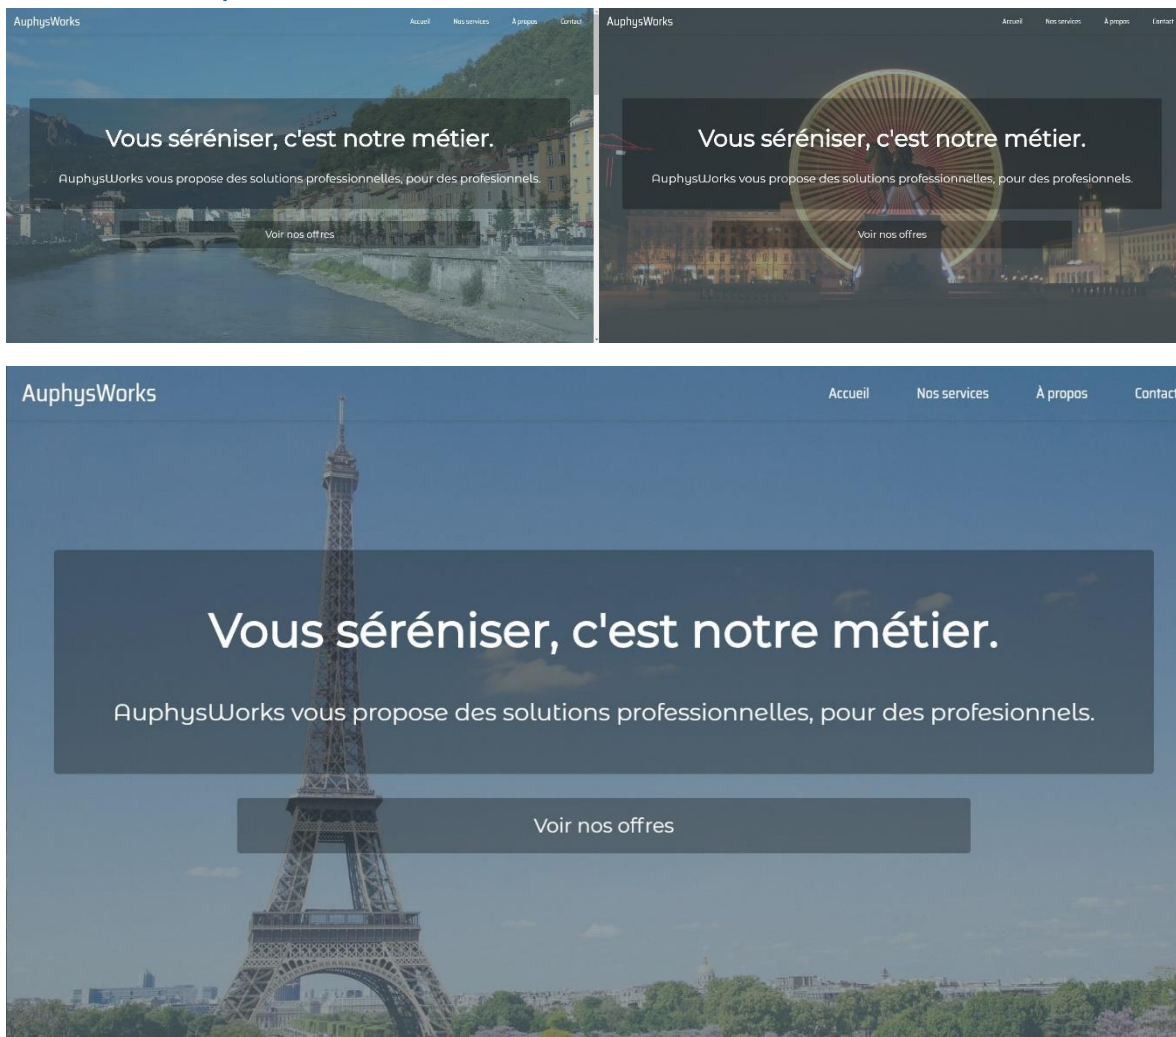 AuphysWorks
Accueil Nos services À propos Contact
Vous séréniser, c'est notre métier.
AuphysWorks vous propose des solutions professionnelles, pour des profesionnels.
Voir nos offres
AuphysWorks
Accueil Nos services À propos Contact
Vous séréniser, c'est notre métier.
AuphysWorks vous propose des solutions professionnelles, pour des profesionnels.
Voir nos offres
AuphysWorks
Accueil Nos services À propos Contact
Vous séréniser, c'est notre métier.
AuphysWorks vous propose des solutions professionnelles, pour des profesionnels.
Voir nos offres